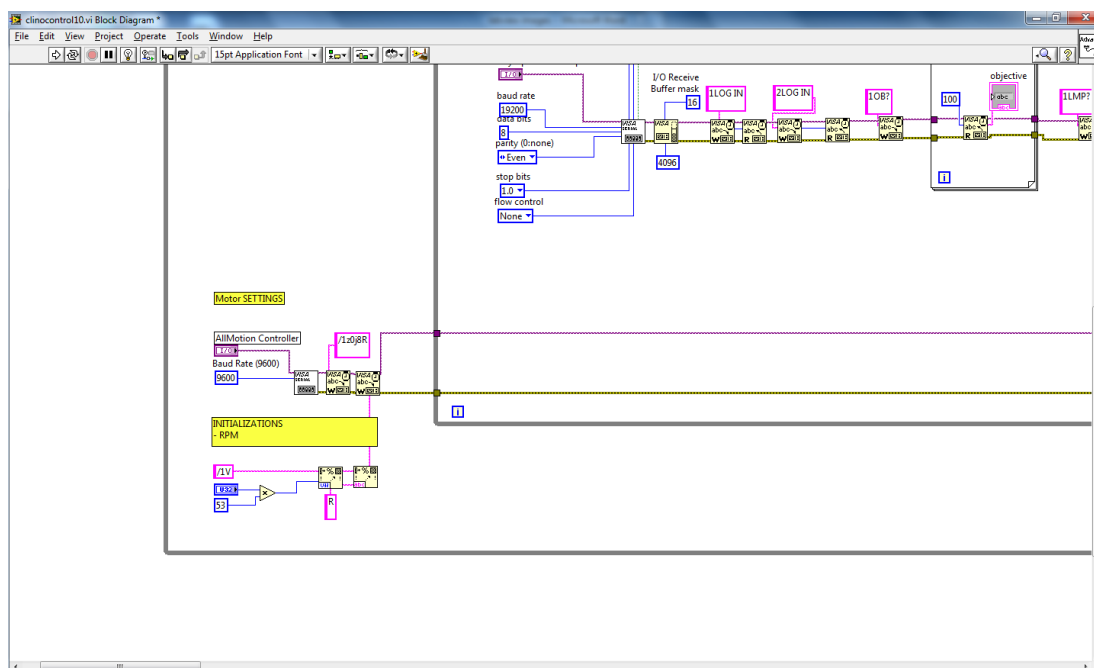 clinocontrol10.vi Block Diagram *
File Edit View Project Operate Tools Window Help
15pt Application Font
I/O
baud rate
19200
data bits
8
parity (0:none)
Even
stop bits
1.0
flow control
None
I/O Receive
Buffer mask
16
4096
1LOG IN
2LOG IN
1OB?
100
objective
abc
1LMP?
i
Motor SETTINGS
AllMotion Controller
I/O
/1z0j8R
Baud Rate (9600)
9600
i
INITIALIZATIONS
- RPM
/1V
U32
53
R